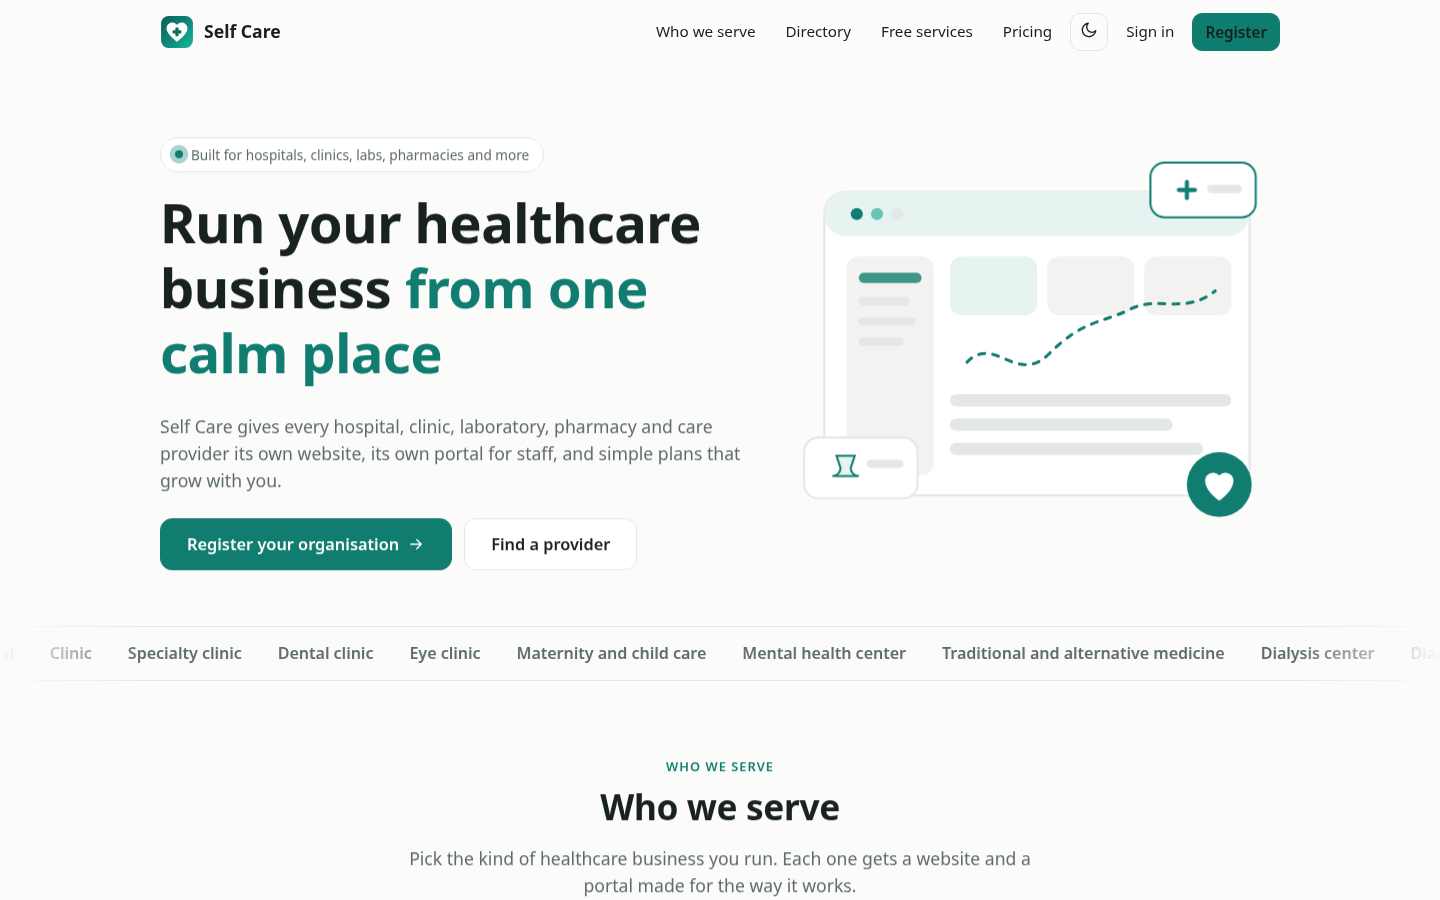 Self Care
Who we serve
Directory
Free services
Pricing
Sign in
Register
Built for hospitals, clinics, labs, pharmacies and more
Run your healthcare
business from one
calm place
Self Care gives every hospital, clinic, laboratory, pharmacy and care
provider its own website, its own portal for staff, and simple plans that
grow with you.
Register your organisation →
Find a provider
Clinic
Specialty clinic
Dental clinic
Eye clinic
Maternity and child care
Mental health center
Traditional and alternative medicine
Dialysis center
WHO WE SERVE
Who we serve
Pick the kind of healthcare business you run. Each one gets a website and a
portal made for the way it works.